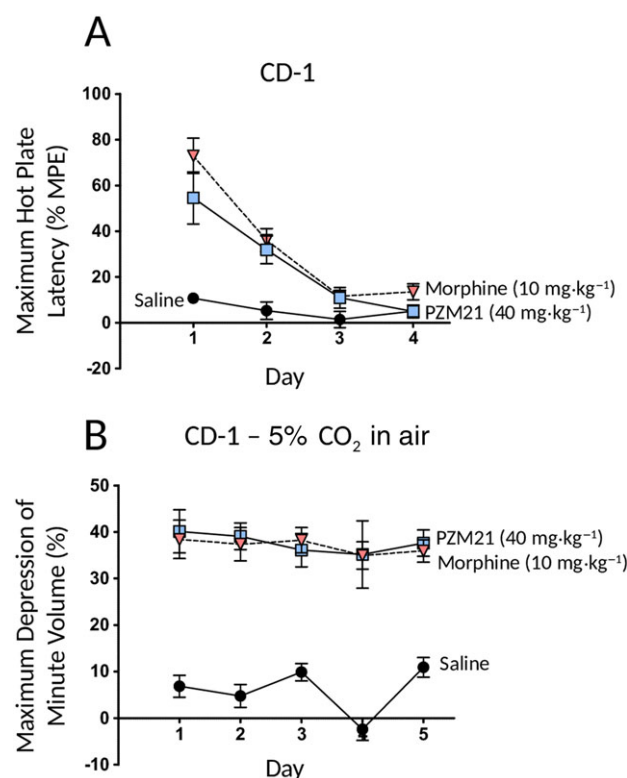 A
CD-1
Maximum Hot Plate
Latency (% MPE)
100
80
60
40
20
0
-20
Saline
Morphine (10 mg·kg⁻¹)
PZM21 (40 mg·kg⁻¹)
1 2 3 4
Day
B
CD-1 – 5% CO₂ in air
Maximum Depression of
Minute Volume (%)
50
40
30
20
10
0
-10
PZM21 (40 mg·kg⁻¹)
Morphine (10 mg·kg⁻¹)
Saline
1 2 3 4 5
Day